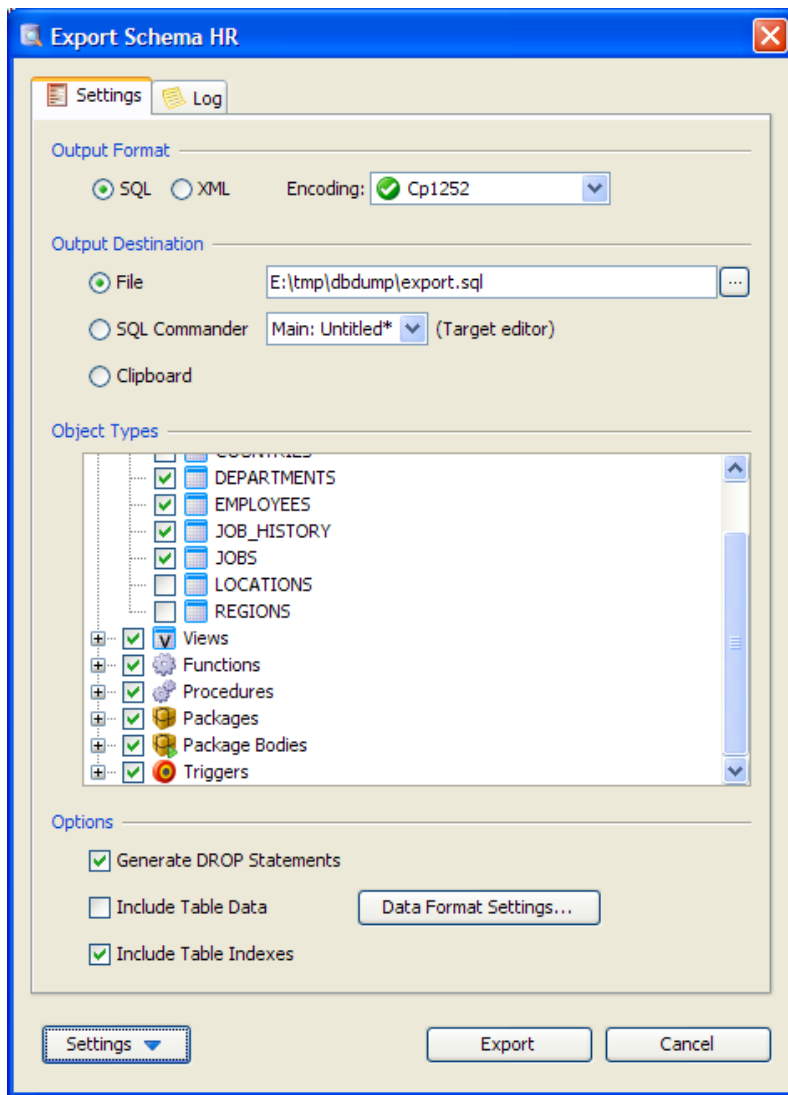 Export Schema HR
Settings Log
Output Format
SQL XML Encoding: Cp1252
Output Destination
File E:\tmp\dbdump\export.sql ...
SQL Commander Main: Untitled* (Target editor)
Clipboard
Object Types
COUNTRIES
DEPARTMENTS
EMPLOYEES
JOB_HISTORY
JOBS
LOCATIONS
REGIONS
V Views
Functions
Procedures
Packages
Package Bodies
Triggers
Options
Generate DROP Statements
Include Table Data Data Format Settings...
Include Table Indexes
Settings Export Cancel